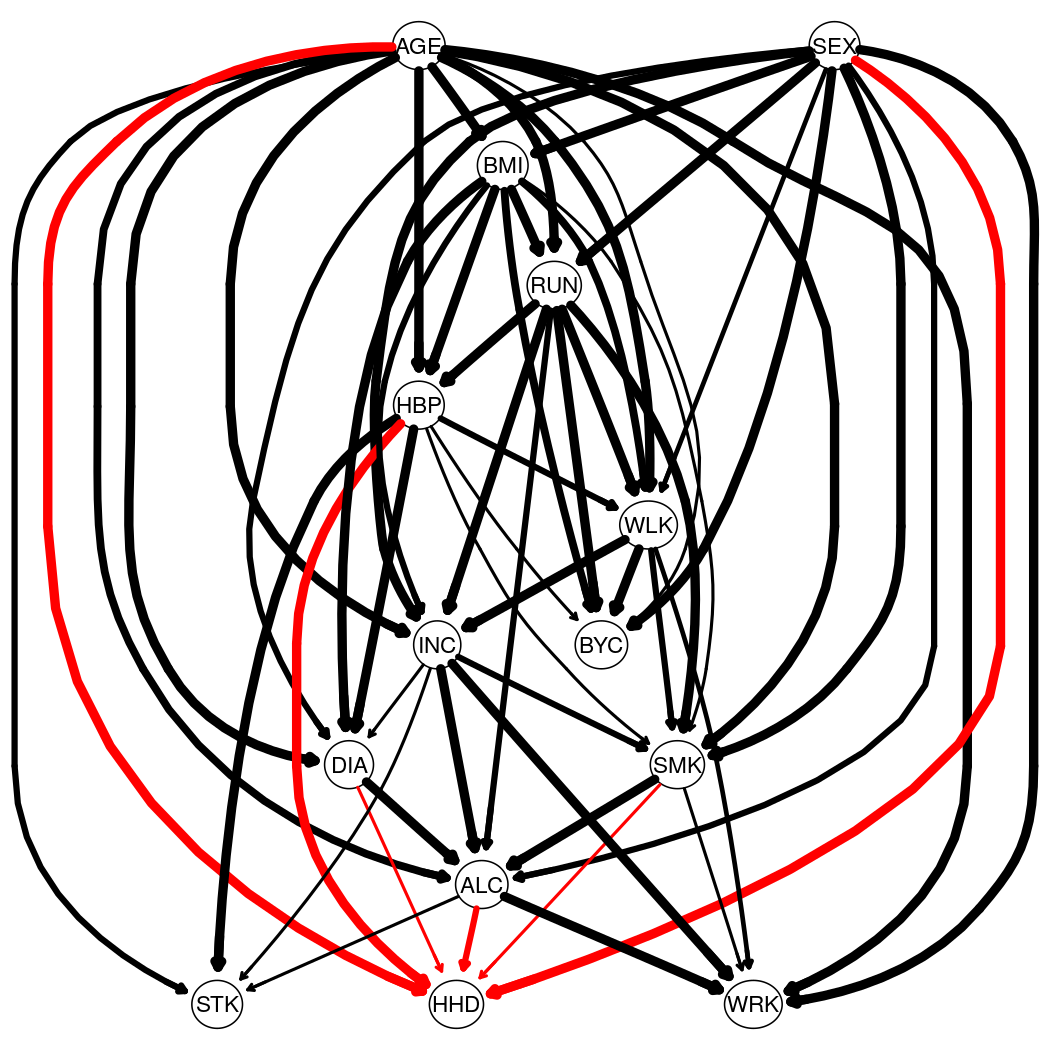 AGE
SEX
BMI
RUN
HBP
WLK
INC
BYC
DIA
SMK
ALC
STK
HHD
WRK